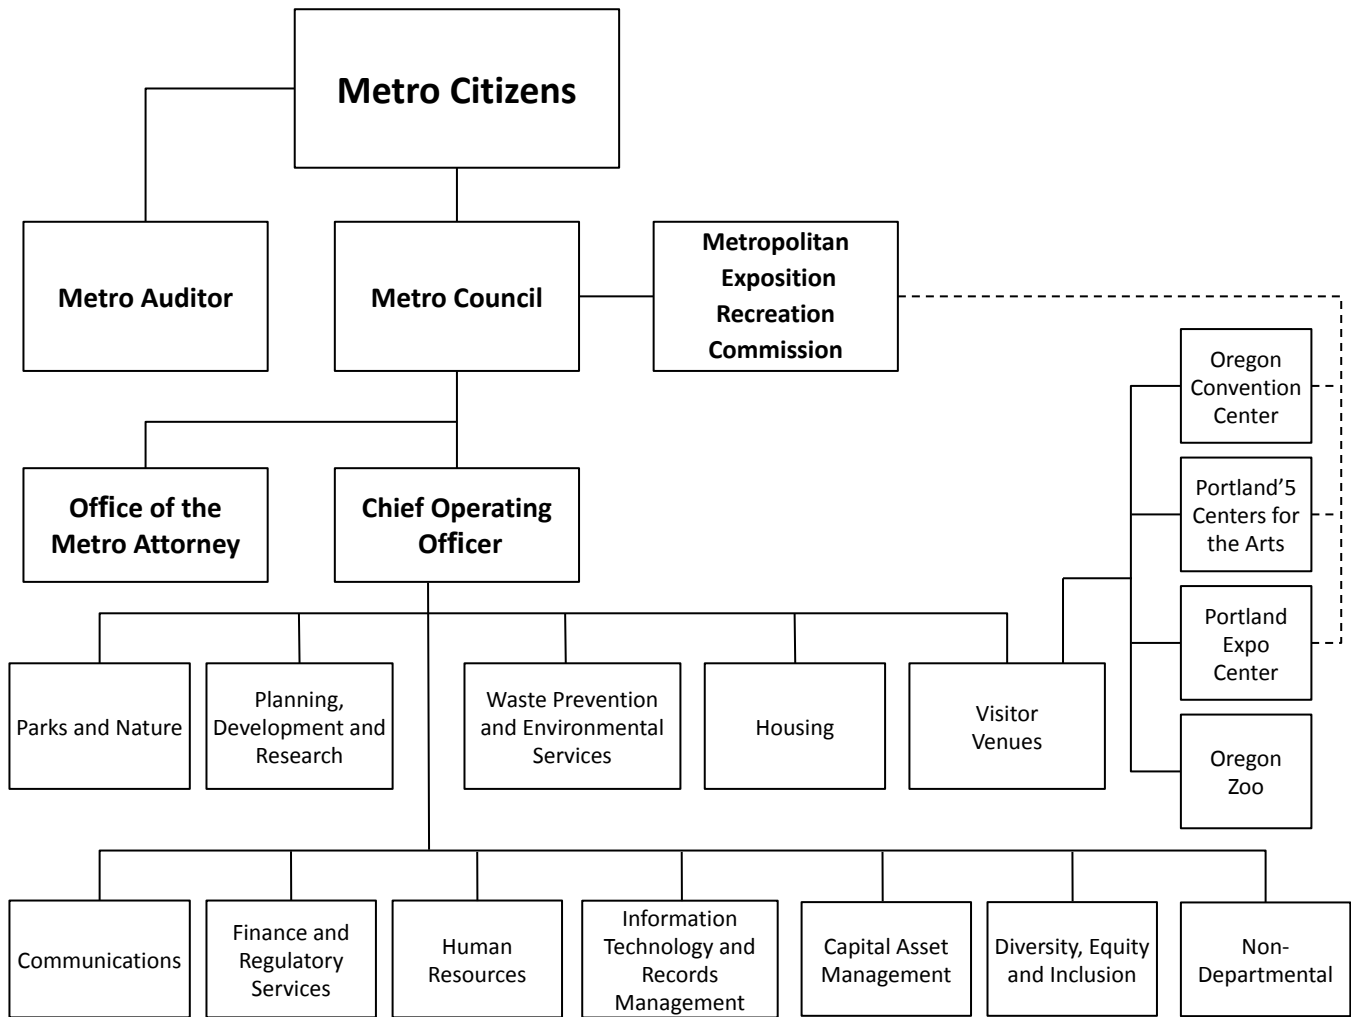 Metro Citizens
Metro Auditor
Metro Council
Metropolitan
Exposition
Recreation
Commission
Oregon
Convention
Center
Portland’5
Centers for
the Arts
Portland
Expo
Center
Oregon
Zoo
Office of the
Metro Attorney
Chief Operating
Officer
Parks and Nature
Planning,
Development and
Research
Waste Prevention
and Environmental
Services
Housing
Visitor
Venues
Communications
Finance and
Regulatory
Services
Human
Resources
Information
Technology and
Records
Management
Capital Asset
Management
Diversity, Equity
and Inclusion
Non-
Departmental